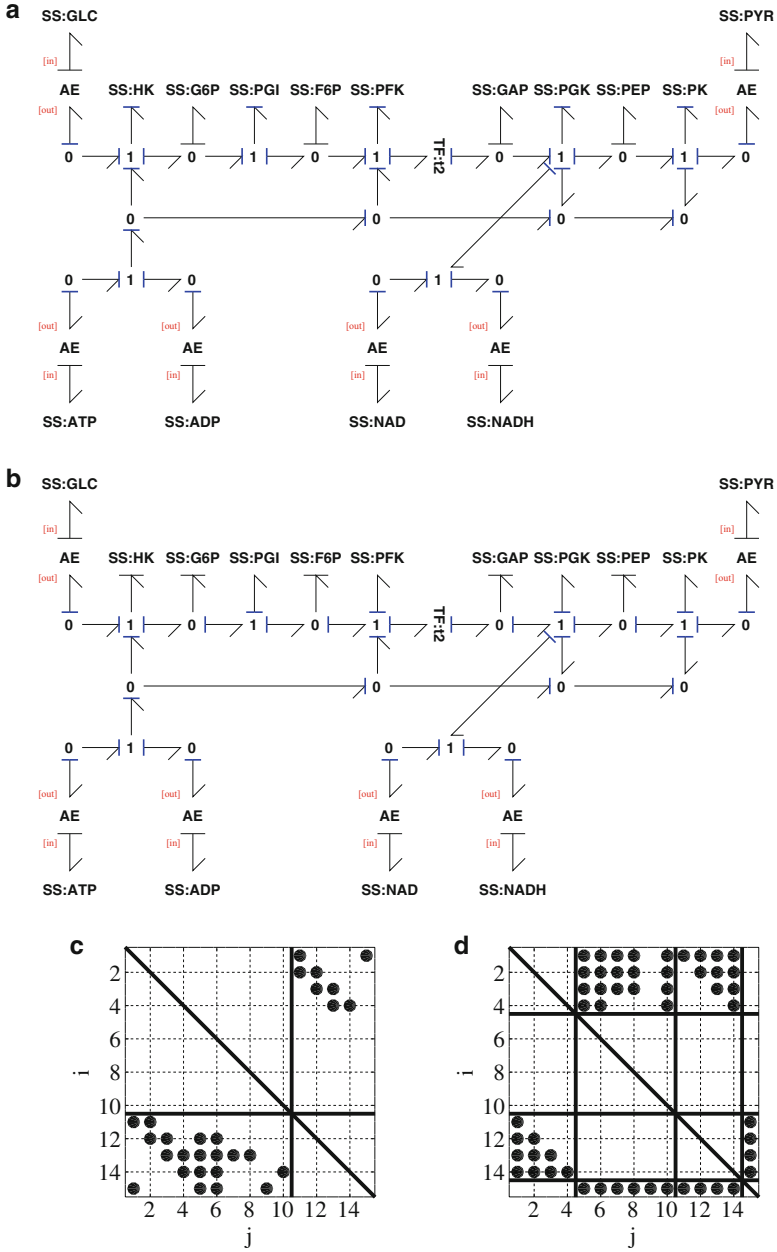 a
SS:GLC SS:PYR
[in] [in]
AE SS:HK SS:G6P SS:PGI SS:F6P SS:PFK SS:GAP SS:PGK SS:PEP SS:PK AE
[out] [out]
0 1 0 1 0 1 TF:t2 0 1 0 1 0
0 0 0 0
0 1 0 0 1 0
[out] [out] [out] [out]
AE AE AE AE
[in] [in] [in] [in]
SS:ATP SS:ADP SS:NAD SS:NADH
b
SS:GLC SS:PYR
[in] [in]
AE SS:HK SS:G6P SS:PGI SS:F6P SS:PFK SS:GAP SS:PGK SS:PEP SS:PK AE
[out] [out]
0 1 0 1 0 1 TF:t2 0 1 0 1 0
0 0 0 0
0 1 0 0 1 0
[out] [out] [out] [out]
AE AE AE AE
[in] [in] [in] [in]
SS:ATP SS:ADP SS:NAD SS:NADH
c
2
4
6
i
8
10
12
14
2 4 6 8 10 12 14
j
d
2
4
6
i
8
10
12
14
2 4 6 8 10 12 14
j